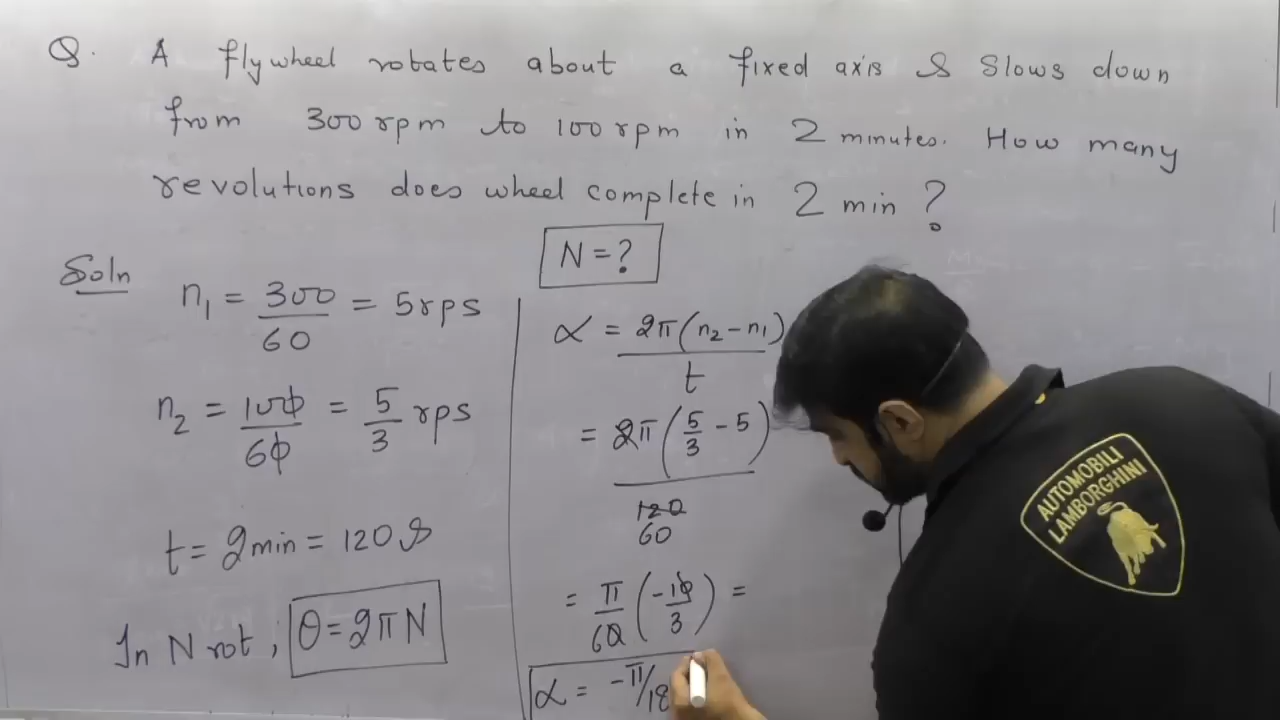 Q. A flywheel rotates about a fixed axis & slows down
from 300 rpm to 100 rpm in 2 minutes. How many
revolutions does wheel complete in 2 min ?
N = ?
Soln
n₁ = 300/60 = 5 rps
n₂ = 100/60 = 5/3 rps
t = 2 min = 120 s
In N rot, θ = 2πN
α = 2π(n₂ - n₁)/t
= 2π(5/3 - 5)/120
60
= π/60 (-10/3) =
α = -π/18
AUTOMOBILI
LAMBORGHINI